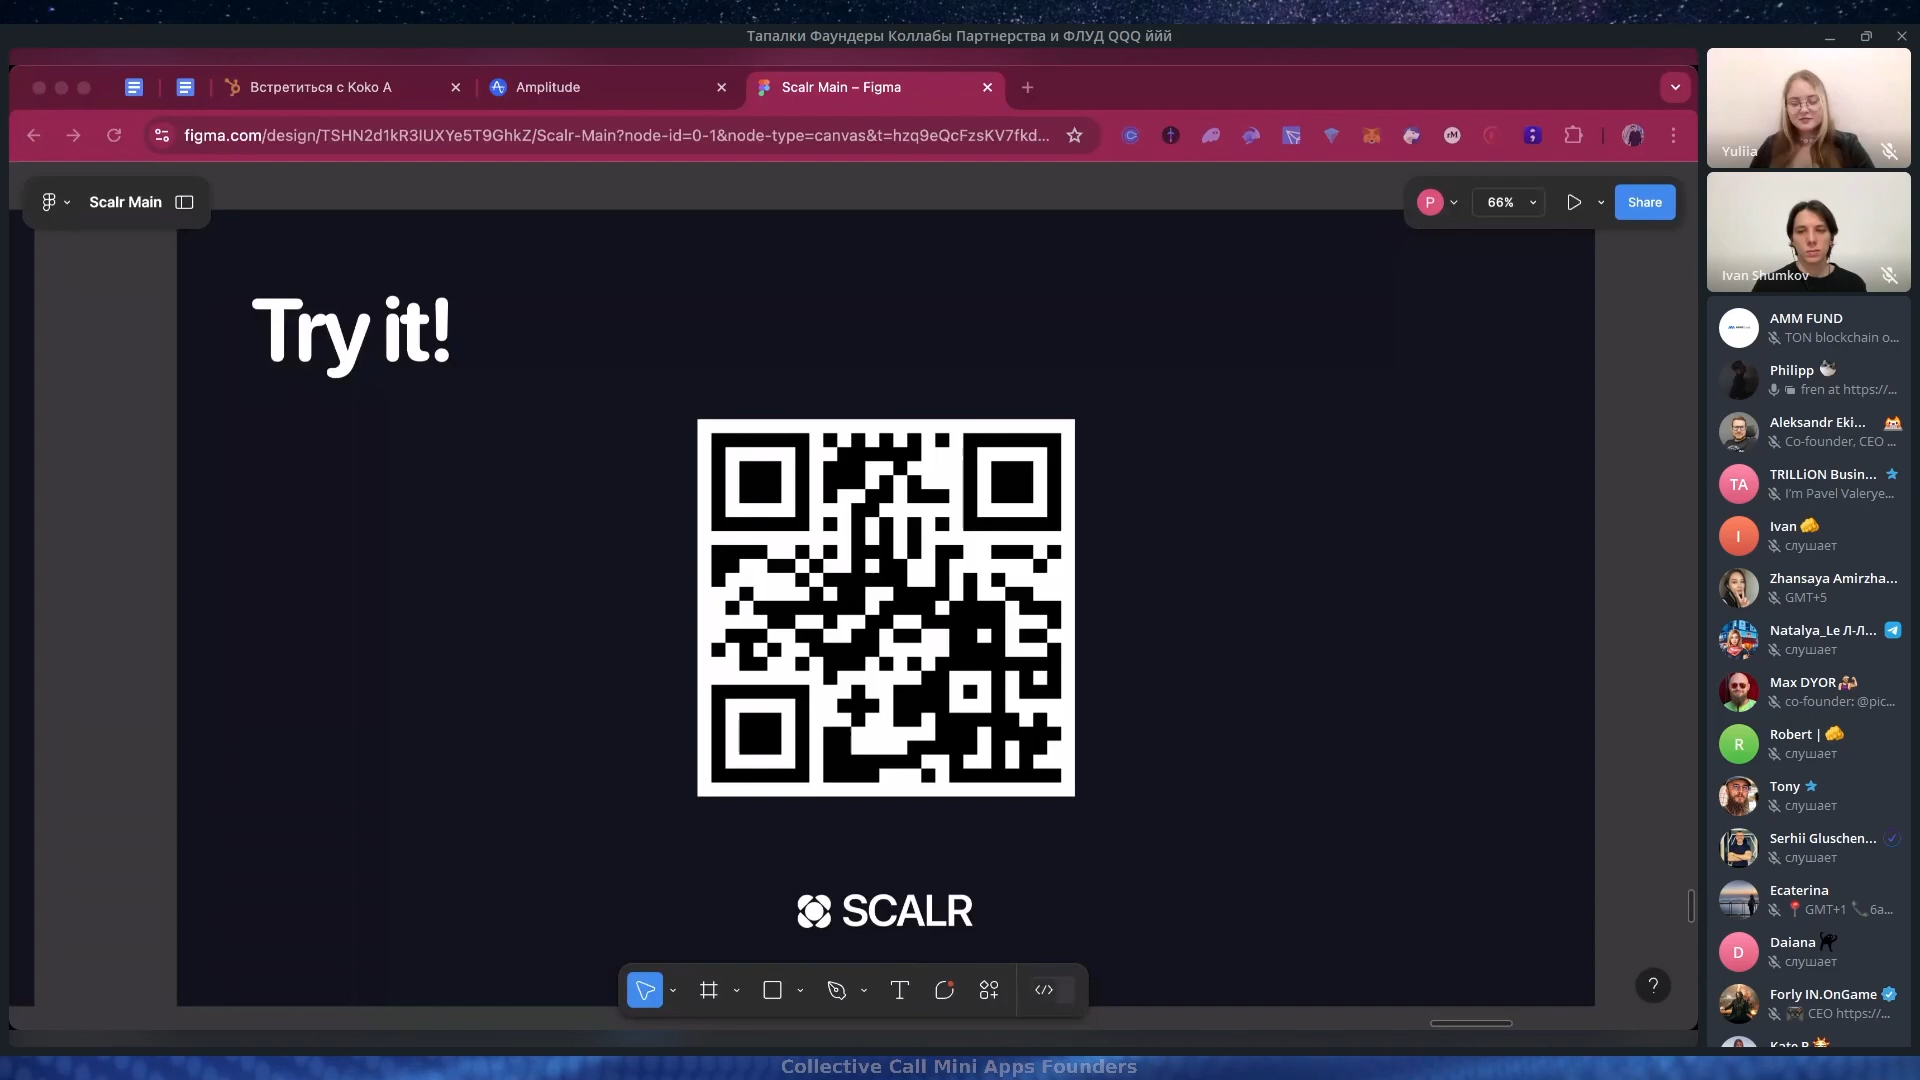 Тапалки Фаундеры Коллабы Партнерства и ФЛУД QQQ ййй
Встретиться с Коко А
Amplitude
Scalr Main – Figma
figma.com/design/TSHN2d1kR3IUXYe5T9GhkZ/Scalr-Main?node-id=0-1&node-type=canvas&t=hzq9eQcFzsKV7fkd...
Scalr Main
P
66%
Share
Try it!
SCALR
Yuliia
Ivan Shumkov
AMM FUND
TON blockchain o...
Philipp
fren at https://...
Aleksandr Eki...
Co-founder, CEO ...
TA
TRILLiON Busin...
I'm Pavel Valerye...
I
Ivan
слушает
Zhansaya Amirzha...
GMT+5
Natalya_Le Л-Л...
слушает
Max DYOR
co-founder: @pic...
R
Robert |
слушает
Tony
слушает
Serhii Gluschen...
слушает
Ecaterina
GMT+1 6a...
D
Daiana
слушает
Forly IN.OnGame
CEO https://...
Kate B
Collective Call Mini Apps Founders